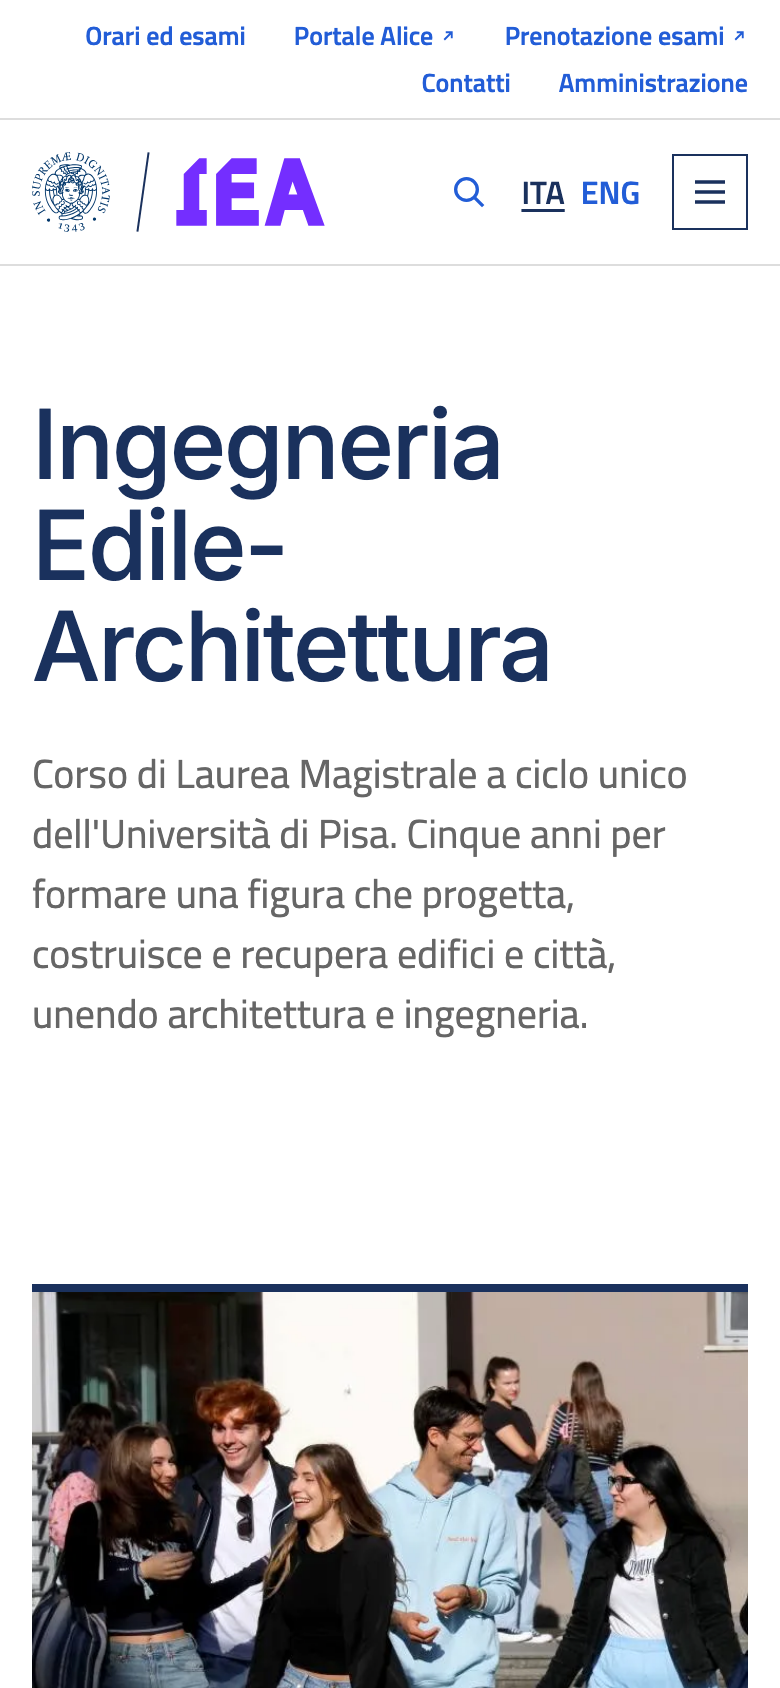 Orari ed esami Portale Alice Prenotazione esami
Contatti Amministrazione
IN SUPREMÆ DIGNITATIS
1343
IEA
ITA ENG
Ingegneria
Edile-
Architettura
Corso di Laurea Magistrale a ciclo unico
dell'Università di Pisa. Cinque anni per
formare una figura che progetta,
costruisce e recupera edifici e città,
unendo architettura e ingegneria.